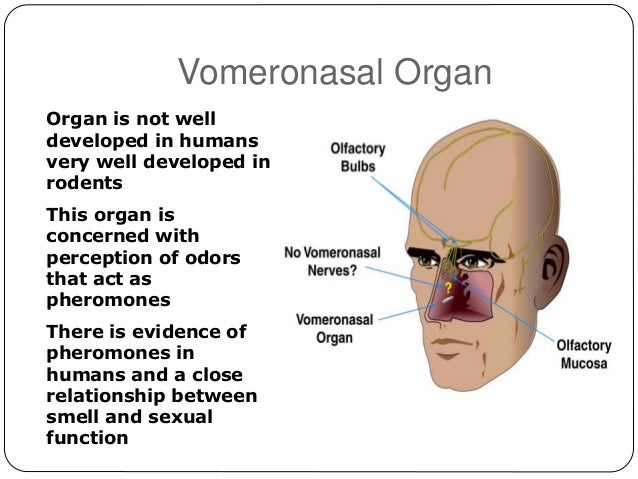 Vomeronasal Organ
Organ is not well
developed in humans
very well developed in
rodents
This organ is
concerned with
perception of odors
that act as
pheromones
There is evidence of
pheromones in
humans and a close
relationship between
smell and sexual
function
Olfactory
Bulbs
No Vomeronasal
Nerves?
?
Vomeronasal
Organ
Olfactory
Mucosa